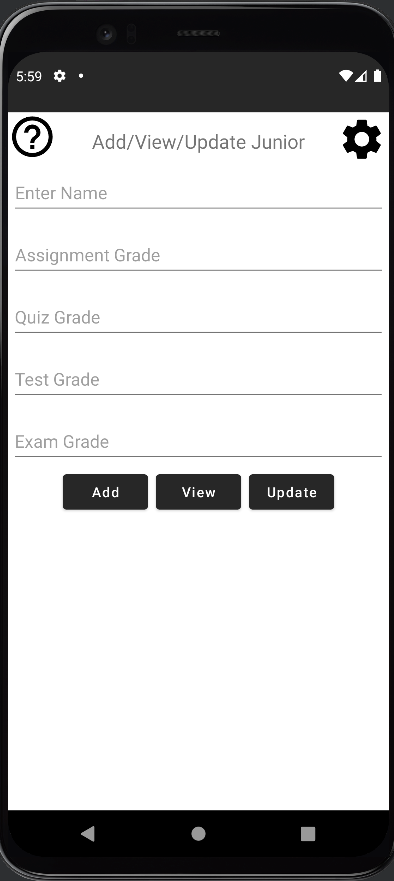 5:59
Add/View/Update Junior
Enter Name
Assignment Grade
Quiz Grade
Test Grade
Exam Grade
Add View Update